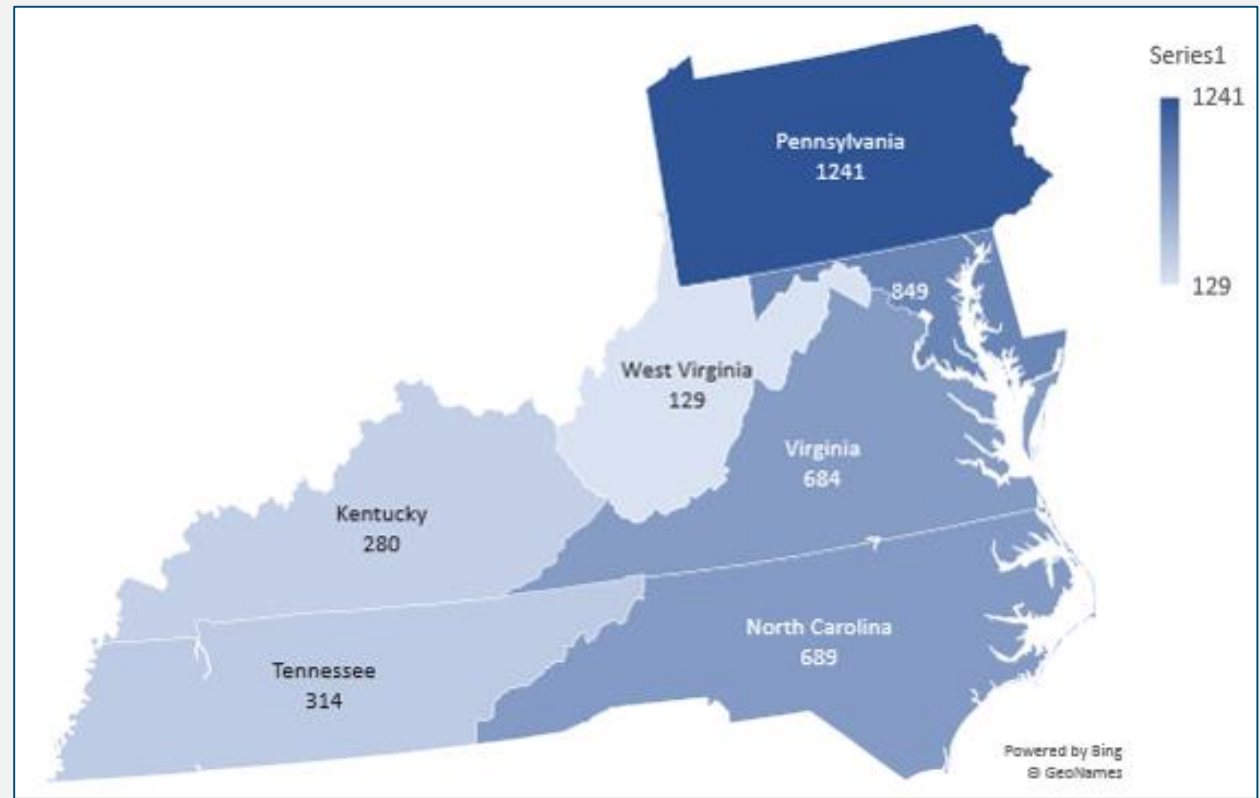 Series1
1241
129
Pennsylvania
1241
849
West Virginia
129
Virginia
684
Kentucky
280
North Carolina
689
Tennessee
314
Powered by Bing
© GeoNames